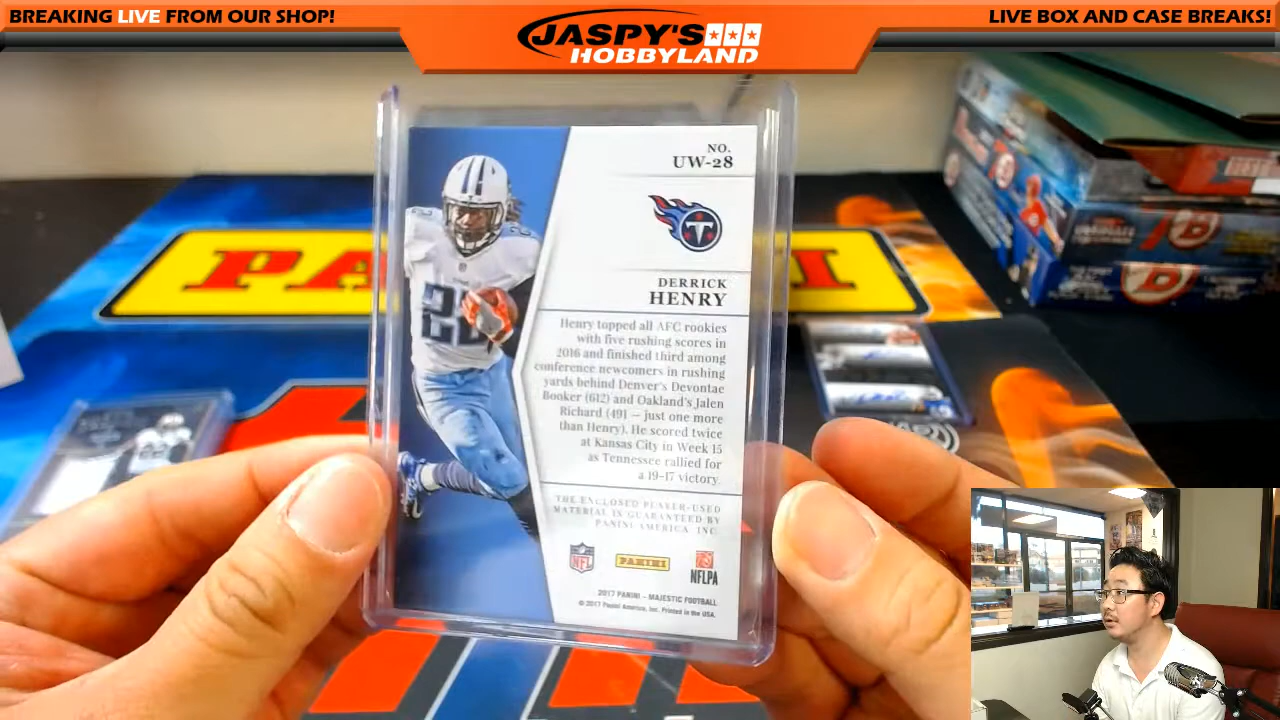 BREAKING LIVE FROM OUR SHOP!
JASPY'S
HOBBYLAND
LIVE BOX AND CASE BREAKS!
NO.
UW-28
T
DERRICK
HENRY
Henry topped all AFC rookies
with five rushing scores in
2016 and finished third among
conference newcomers in rushing
yards behind Denver's Devontae
Booker (612) and Oakland's Jalen
Richard (491 — just one more
than Henry). He scored twice
at Kansas City in Week 15
as Tennessee rallied for
a 19-17 victory.
THE ENCLOSED PLAYER-USED
MATERIAL IS GUARANTEED BY
PANINI AMERICA, INC.
NFL
PANINI
NFLPA
2017 PANINI – MAJESTIC FOOTBALL
© 2017 Panini America, Inc. Printed in the USA.
22
PA
NI